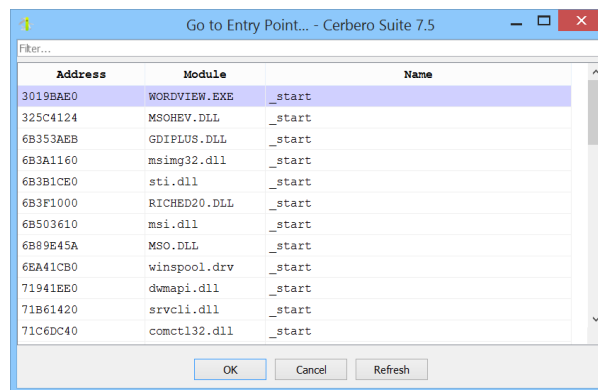 Go to Entry Point... - Cerbero Suite 7.5
Filter...
Address Module Name
3019BAE0 WORDVIEW.EXE _start
325C4124 MSOHEV.DLL _start
6B353AEB GDIPLUS.DLL _start
6B3A1160 msimg32.dll _start
6B3B1CE0 sti.dll _start
6B3F1000 RICHED20.DLL _start
6B503610 msi.dll _start
6B89E45A MSO.DLL _start
6EA41CB0 winspool.drv _start
71941EE0 dwmapi.dll _start
71B61420 srvcli.dll _start
71C6DC40 comctl32.dll _start
OK Cancel Refresh